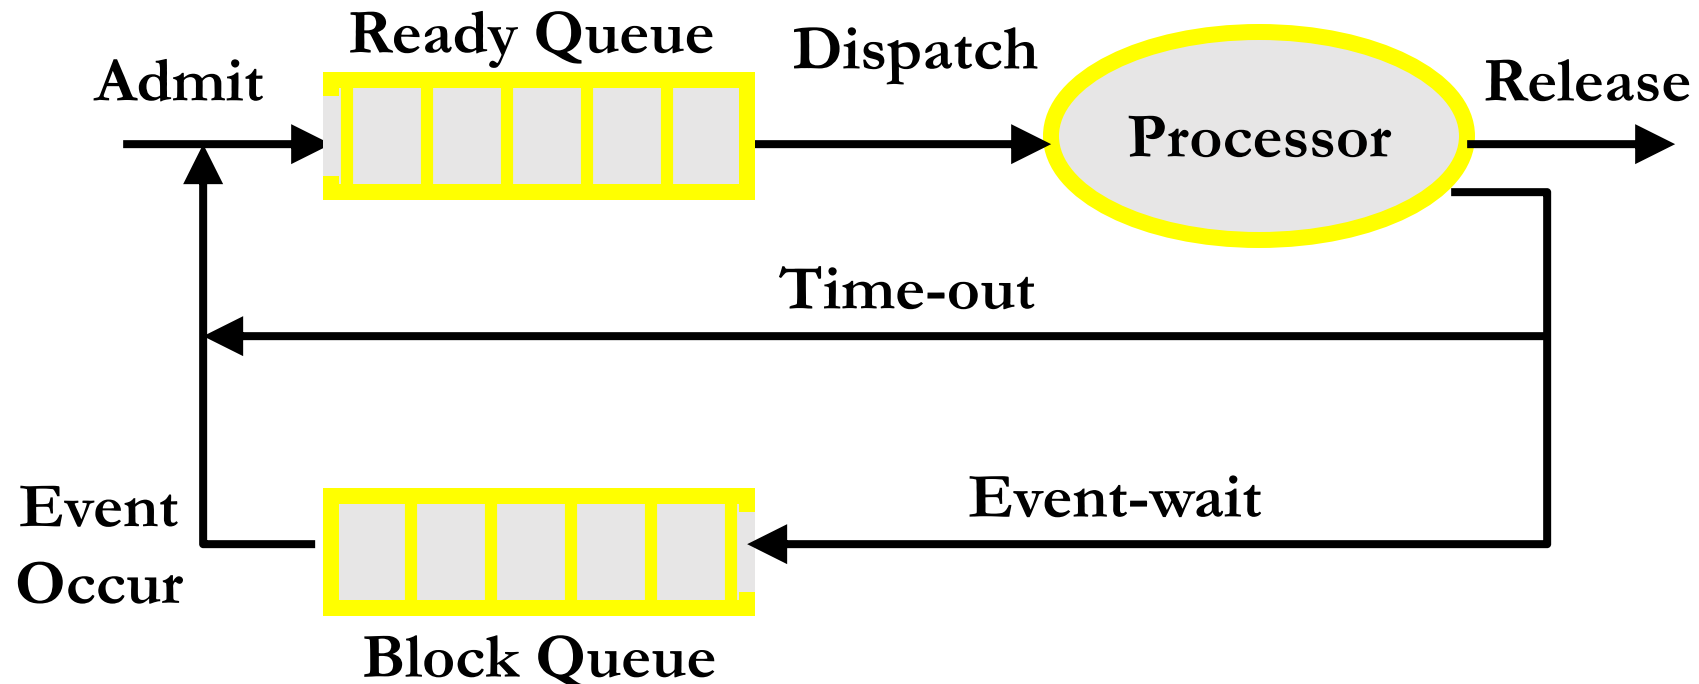 Ready Queue
Dispatch
Admit
Release
Processor
Time-out
Event-wait
Event
Occur
Block Queue